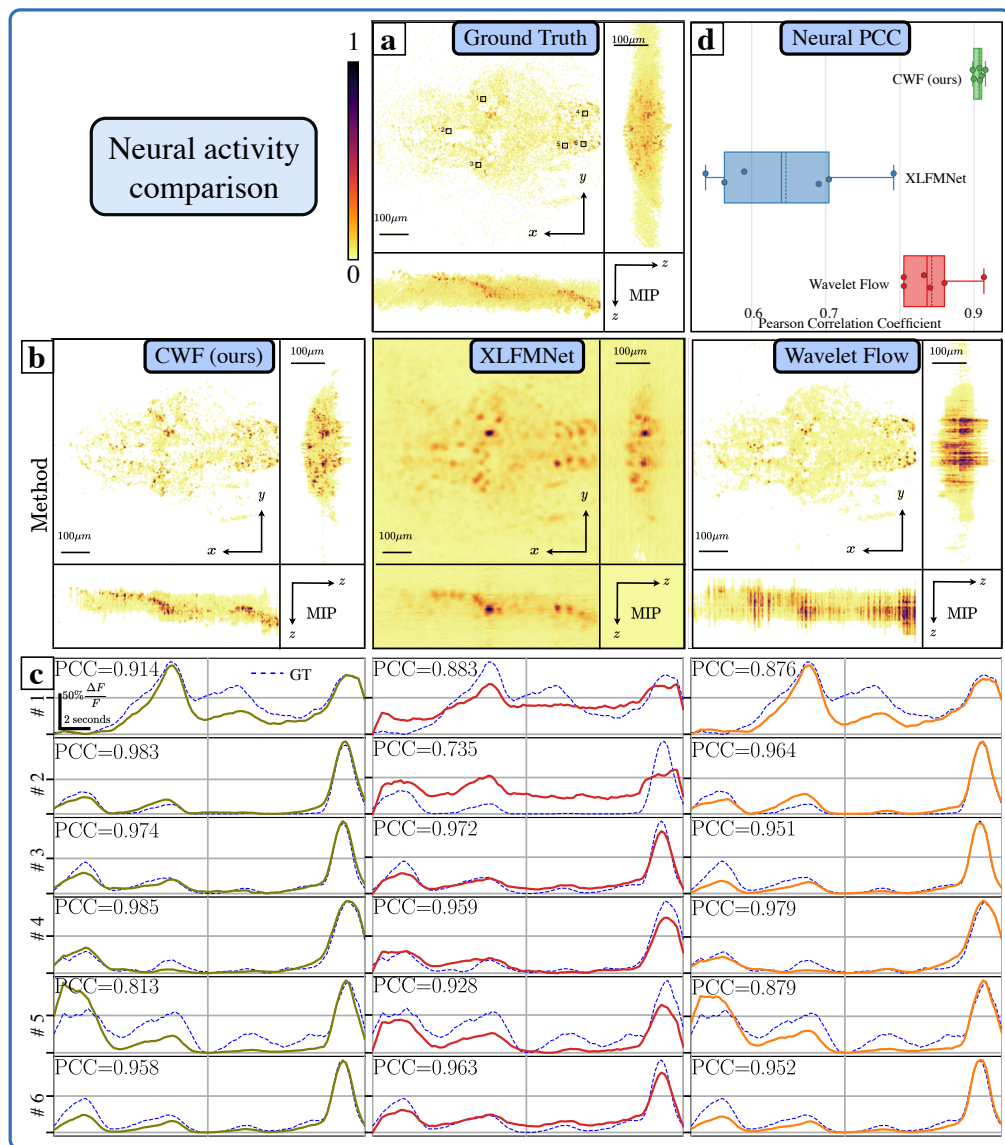 Neural activity
comparison
1
0
a
Ground Truth
100μm
1
2
3
4
5
6
y
x
100μm
z
MIP
z
d
Neural PCC
CWF (ours)
XLFMNet
Wavelet Flow
0.6
0.7
0.9
Pearson Correlation Coefficient
b
Method
CWF (ours)
100μm
y
100μm
x
z
MIP
z
XLFMNet
100μm
y
100μm
x
z
MIP
z
Wavelet Flow
100μm
y
100μm
x
z
MIP
z
c
# 1
PCC=0.914
GT
50% ΔF/F
2 seconds
PCC=0.883
PCC=0.876
# 2
PCC=0.983
PCC=0.735
PCC=0.964
# 3
PCC=0.974
PCC=0.972
PCC=0.951
# 4
PCC=0.985
PCC=0.959
PCC=0.979
# 5
PCC=0.813
PCC=0.928
PCC=0.879
# 6
PCC=0.958
PCC=0.963
PCC=0.952